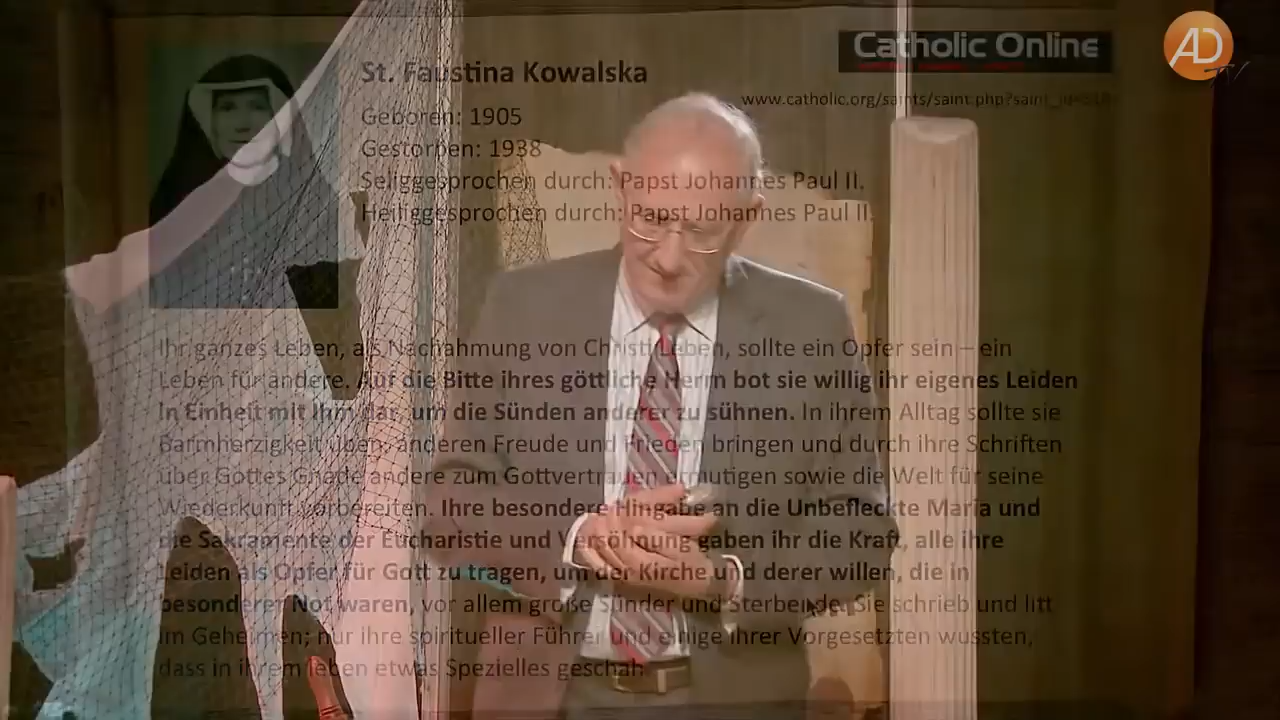 AD
TV
Catholic Online
St. Faustina Kowalska
www.catholic.org/saints/saint.php?saint_id=518
Geboren: 1905
Gestorben: 1938
Seliggesprochen durch: Papst Johannes Paul II.
Heiliggesprochen durch: Papst Johannes Paul II.
Ihr ganzes Leben, als Nachahmung von Christi Leben, sollte ein Opfer sein – ein
Leben für andere. Auf die Bitte ihres göttliche Herrn bot sie willig ihr eigenes Leiden
in Einheit mit Ihm dar, um die Sünden anderer zu sühnen. In ihrem Alltag sollte sie
Barmherzigkeit üben, anderen Freude und Frieden bringen und durch ihre Schriften
über Gottes Gnade andere zum Gottvertrauen ermutigen sowie die Welt für seine
Wiederkunft vorbereiten. Ihre besondere Hingabe an die Unbefleckte Maria und
die Sakramente der Eucharistie und Versöhnung gaben ihr die Kraft, alle ihre
Leiden als Opfer für Gott zu tragen, um der Kirche und derer willen, die in
besonderer Not waren, vor allem große Sünder und Sterbende. Sie schrieb und litt
im Geheimen; nur ihre spiritueller Führer und einige ihrer Vorgesetzten wussten,
dass in ihrem leben etwas Spezielles geschah.